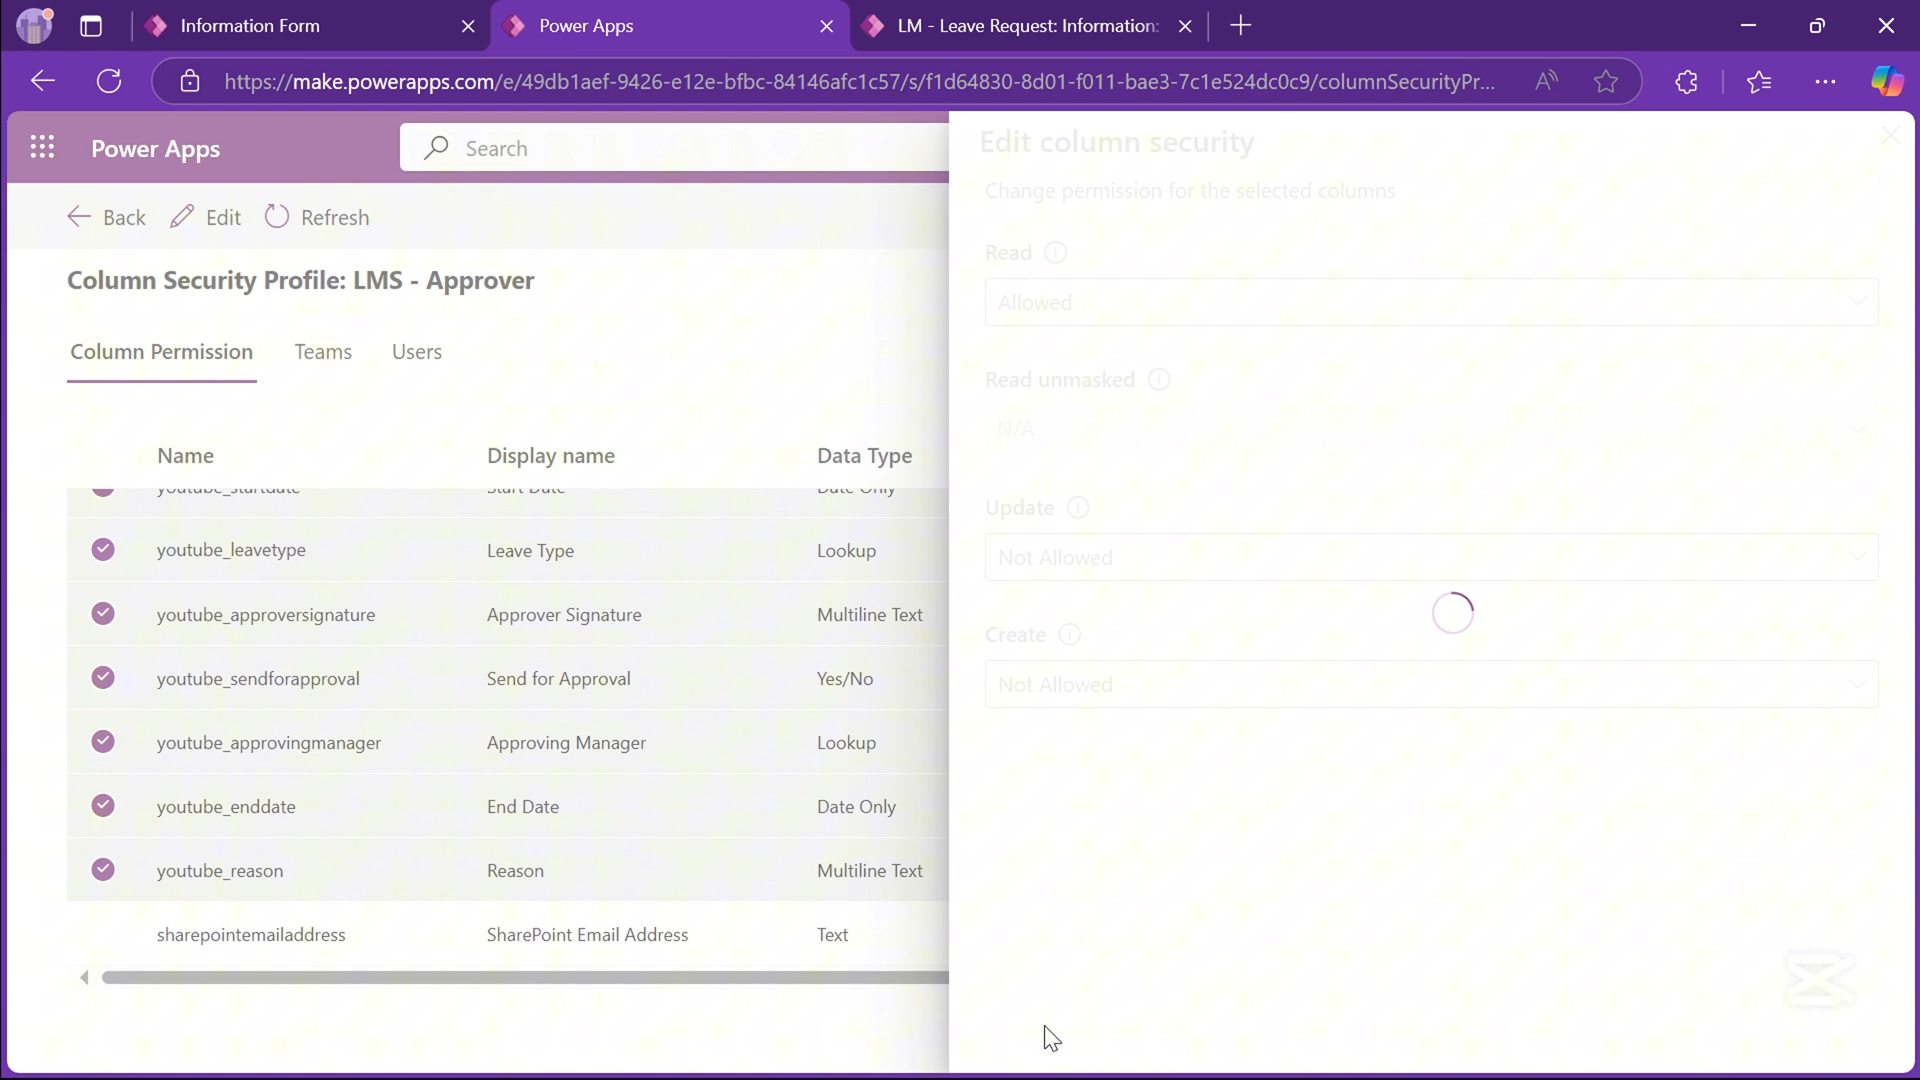 Information Form
Power Apps
LM - Leave Request: Information:
https://make.powerapps.com/e/49db1aef-9426-e12e-bfbc-84146afc1c57/s/f1d64830-8d01-f011-bae3-7c1e524dc0c9/columnSecurityPr...
Power Apps
Search
Back
Edit
Refresh
Column Security Profile: LMS - Approver
Column Permission
Teams
Users
Name
Display name
Data Type
youtube_startdate
Start Date
Date Only
youtube_leavetype
Leave Type
Lookup
youtube_approversignature
Approver Signature
Multiline Text
youtube_sendforapproval
Send for Approval
Yes/No
youtube_approvingmanager
Approving Manager
Lookup
youtube_enddate
End Date
Date Only
youtube_reason
Reason
Multiline Text
sharepointemailaddress
SharePoint Email Address
Text
Edit column security
Change permission for the selected columns
Read
Allowed
Read unmasked
N/A
Update
Not Allowed
Create
Not Allowed